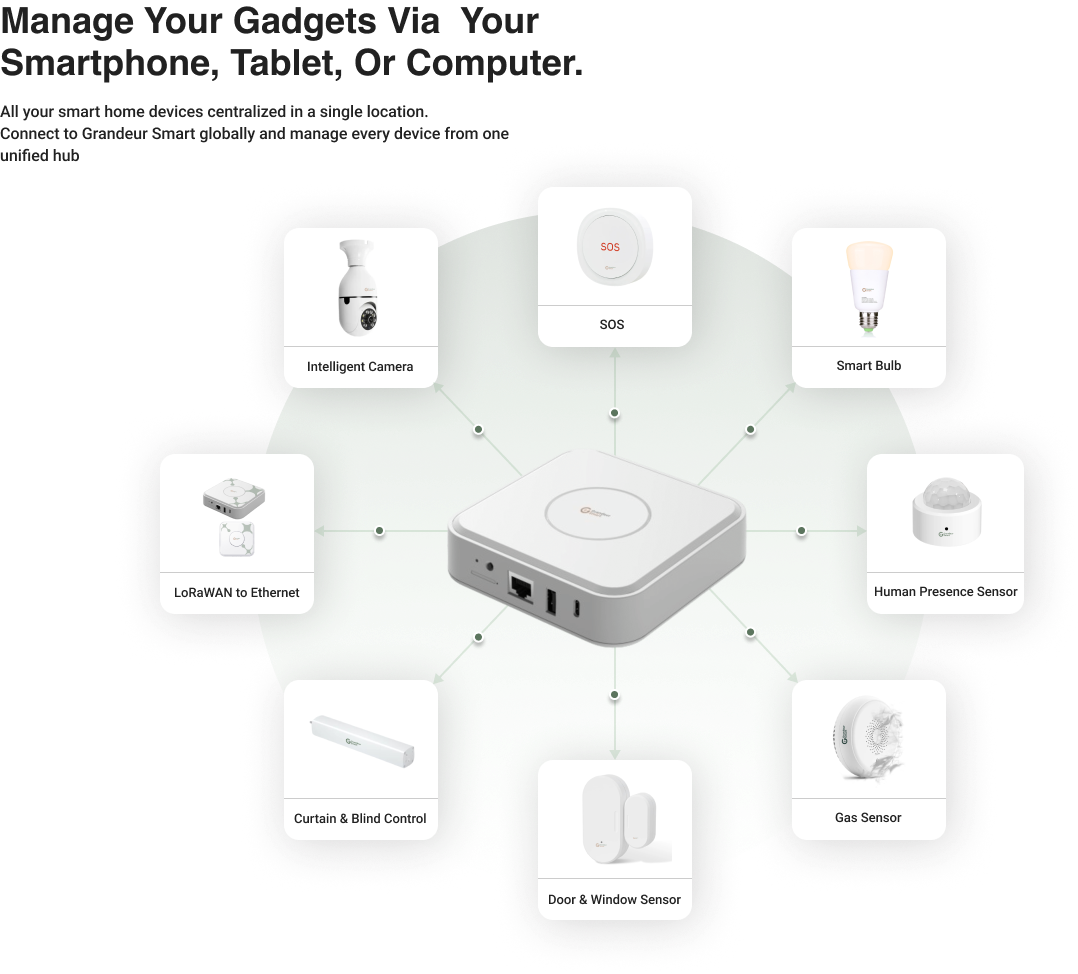 Manage Your Gadgets Via Your
Smartphone, Tablet, Or Computer.
All your smart home devices centralized in a single location.
Connect to Grandeur Smart globally and manage every device from one
unified hub
SOS
SOS
Intelligent Camera
Smart Bulb
LoRaWAN to Ethernet
Human Presence Sensor
Curtain & Blind Control
Gas Sensor
Door & Window Sensor